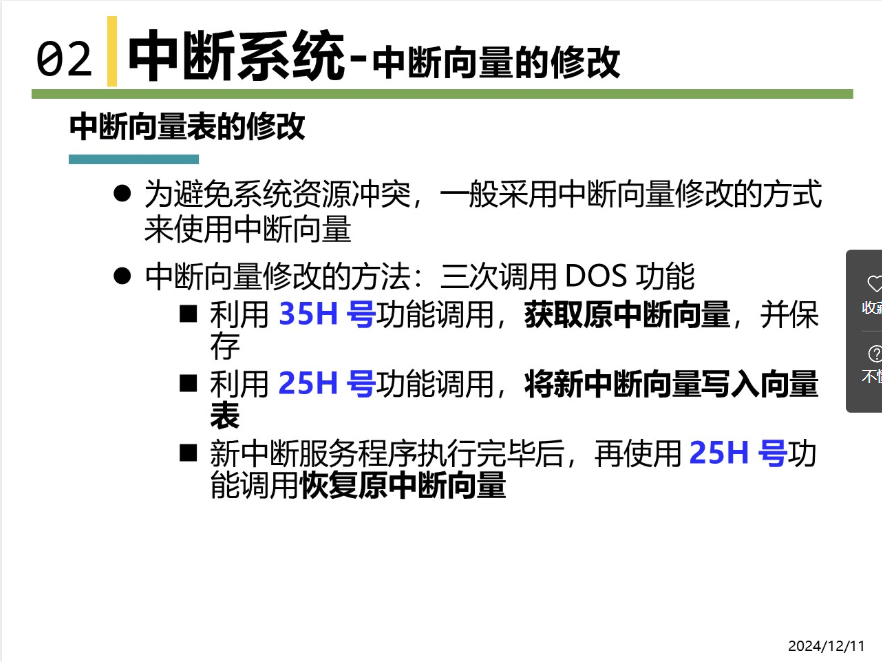 02 中断系统-中断向量的修改
中断向量表的修改
● 为避免系统资源冲突，一般采用中断向量修改的方式
来使用中断向量
● 中断向量修改的方法：三次调用 DOS 功能
■ 利用 35H 号功能调用，获取原中断向量，并保
存
■ 利用 25H 号功能调用，将新中断向量写入向量
表
■ 新中断服务程序执行完毕后，再使用 25H 号功
能调用恢复原中断向量
收藏
不懂
2024/12/11